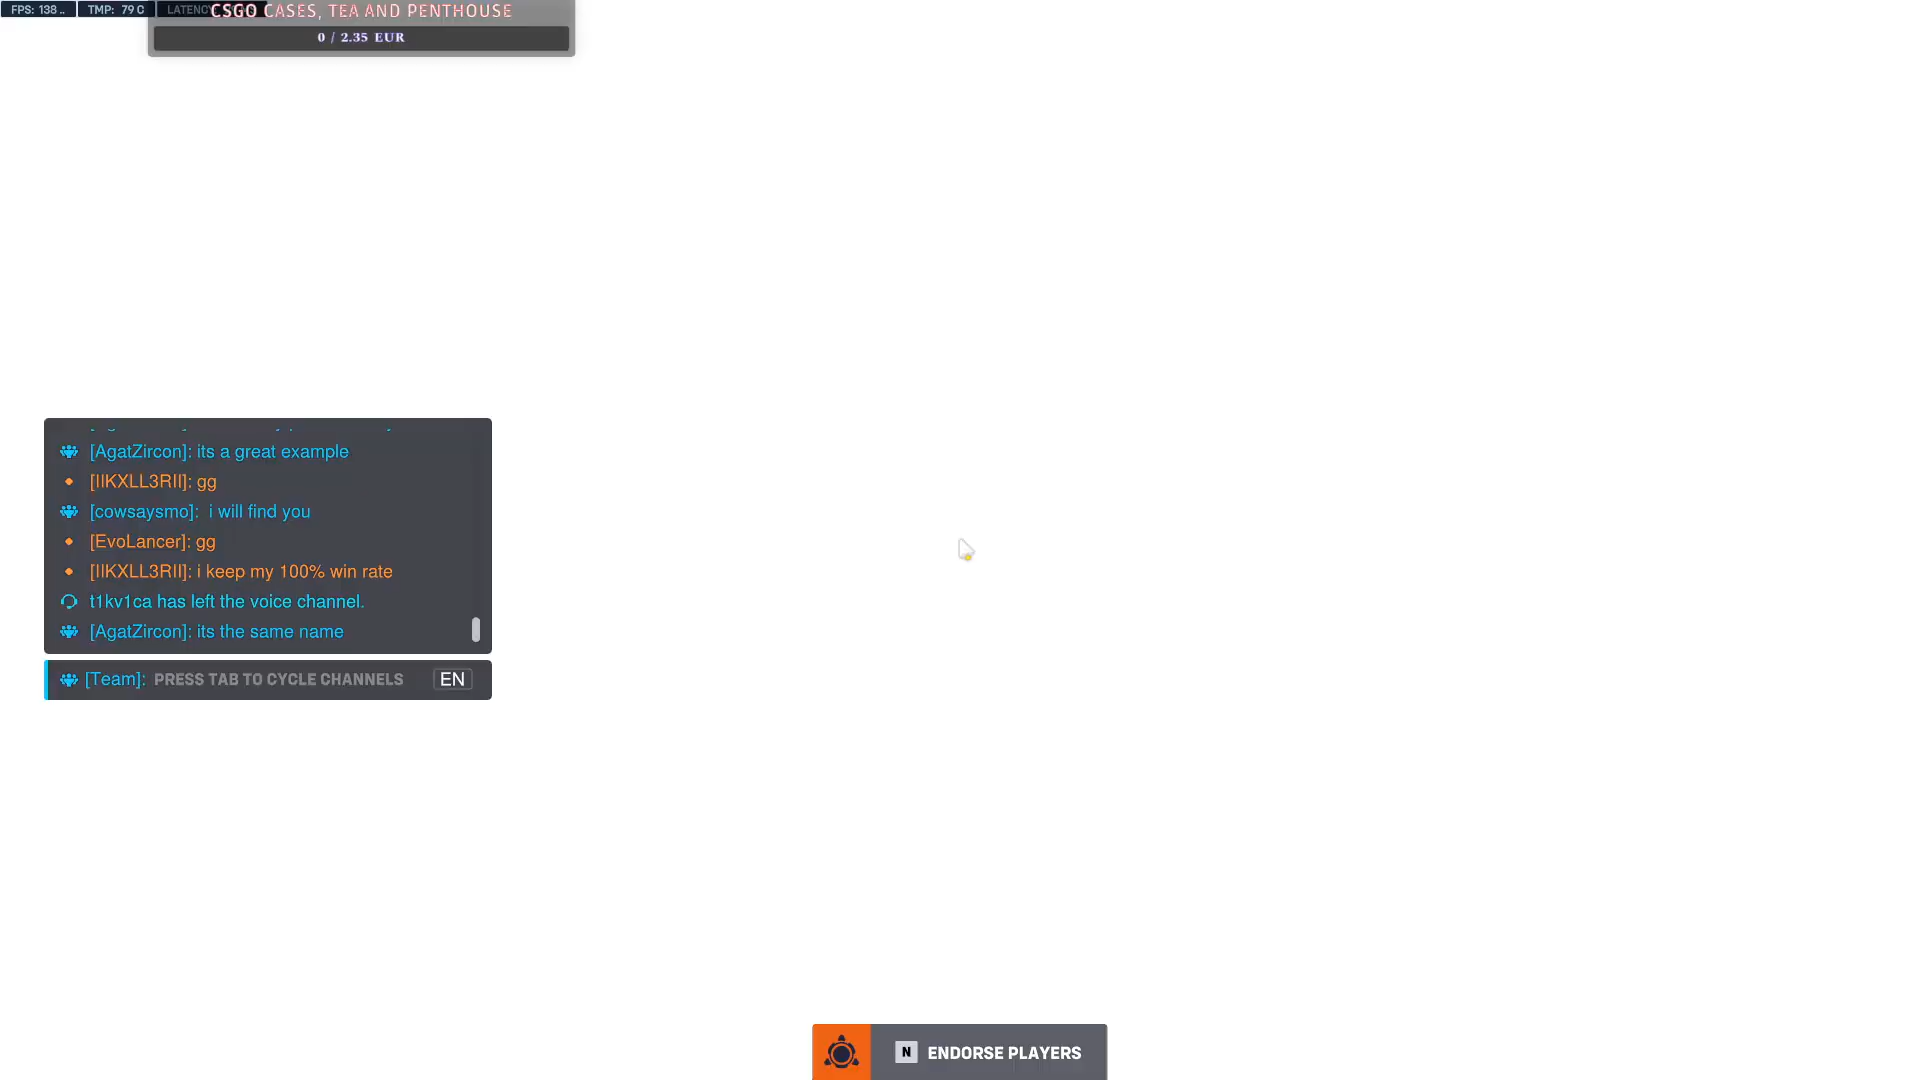 FPS: 138 ..
TMP: 79 C
CSGO CASES, TEA AND PENTHOUSE
0 / 2.35 EUR
[AgatZircon]: its a great example
[IIKXLL3RII]: gg
[cowsaysmo]: i will find you
[EvoLancer]: gg
[IIKXLL3RII]: i keep my 100% win rate
t1kv1ca has left the voice channel.
[AgatZircon]: its the same name
[Team]: PRESS TAB TO CYCLE CHANNELS EN
N ENDORSE PLAYERS